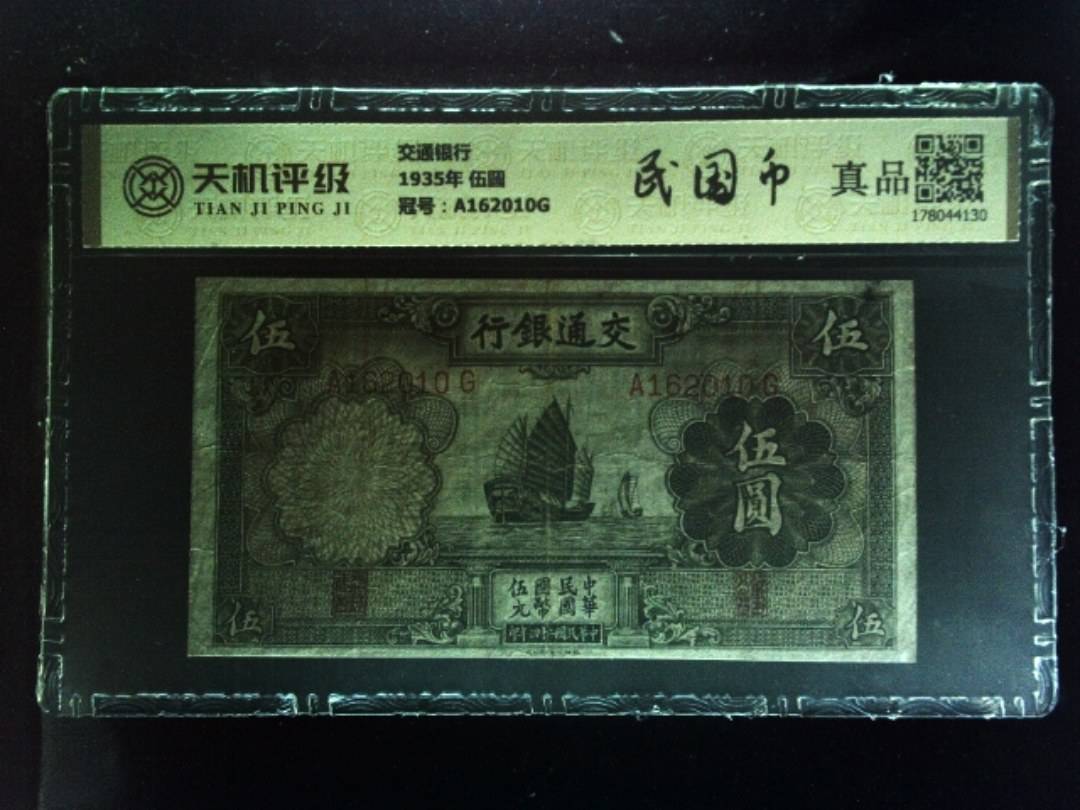 天机评级
TIAN JI PING JI
交通银行
1935年 伍圓
冠号：A162010G
民国币
真品
178044130
伍
行銀通交
伍
A162010G
A162010G
伍圓
伍國民中
元幣國華
伍
伍